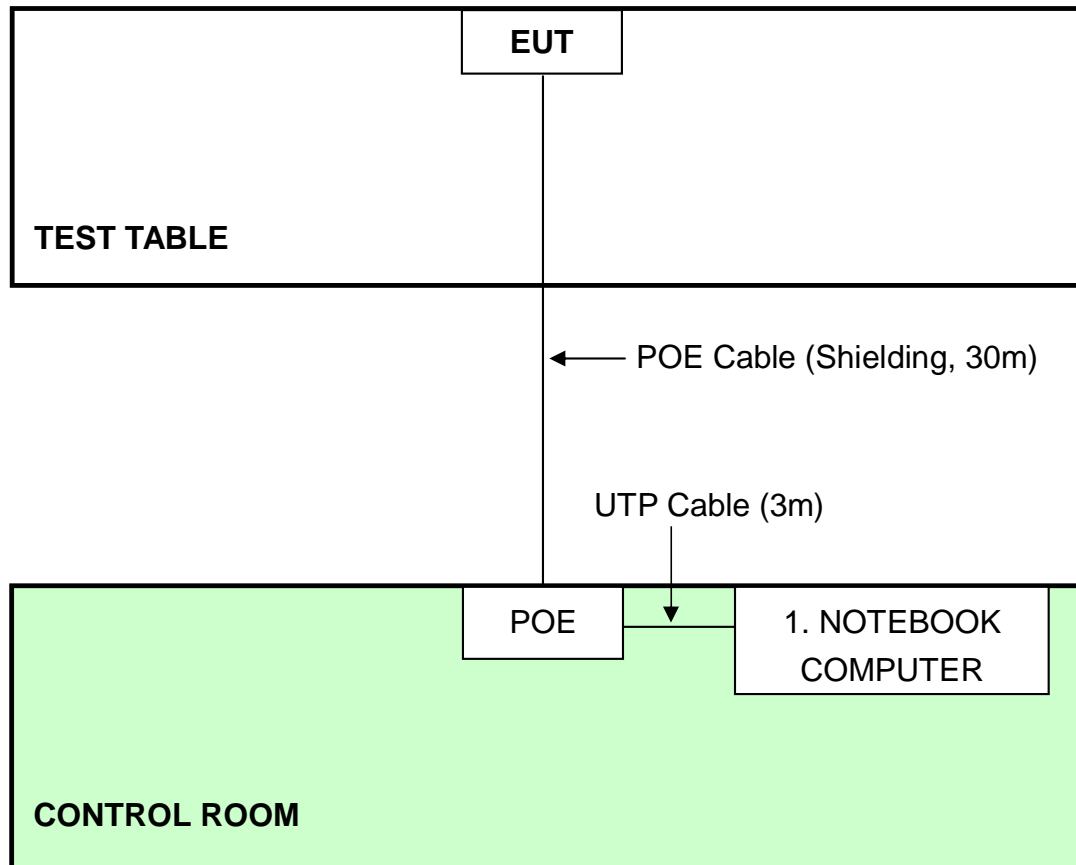 EUT
TEST TABLE
POE Cable (Shielding, 30m)
UTP Cable (3m)
POE
1. NOTEBOOK
COMPUTER
CONTROL ROOM